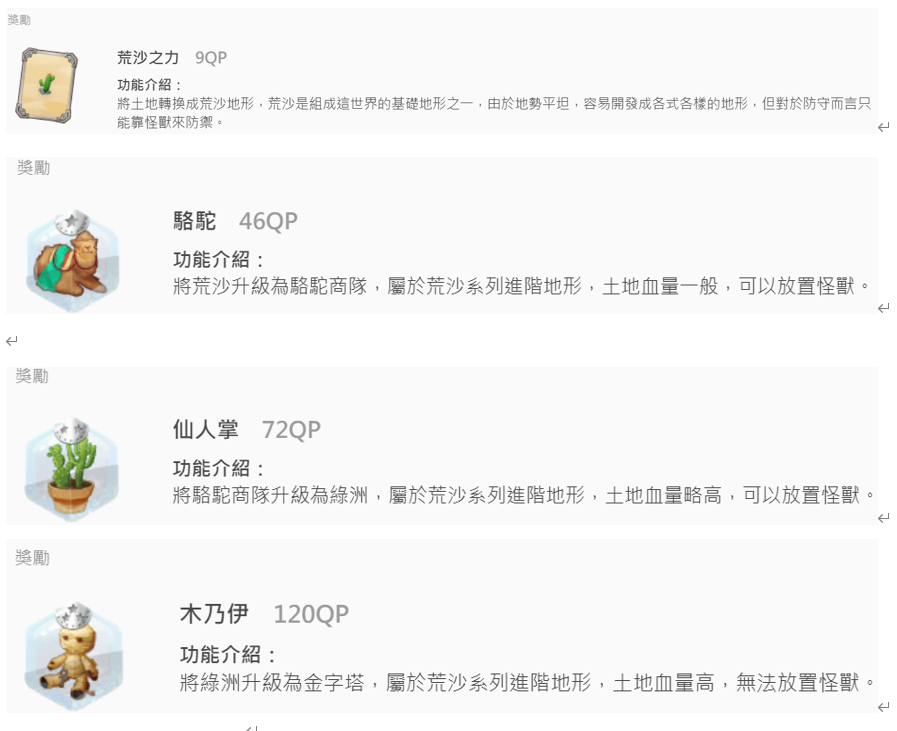 獎勵
荒沙之力 9QP
功能介紹：
將土地轉換成荒沙地形，荒沙是組成這世界的基礎地形之一，由於地勢平坦，容易開發成各式各樣的地形，但對於防守而言只
能靠怪獸來防禦。
獎勵
駱駝 46QP
功能介紹：
將荒沙升級為駱駝商隊，屬於荒沙系列進階地形，土地血量一般，可以放置怪獸。
獎勵
仙人掌 72QP
功能介紹：
將駱駝商隊升級為綠洲，屬於荒沙系列進階地形，土地血量略高，可以放置怪獸。
獎勵
木乃伊 120QP
功能介紹：
將綠洲升級為金字塔，屬於荒沙系列進階地形，土地血量高，無法放置怪獸。